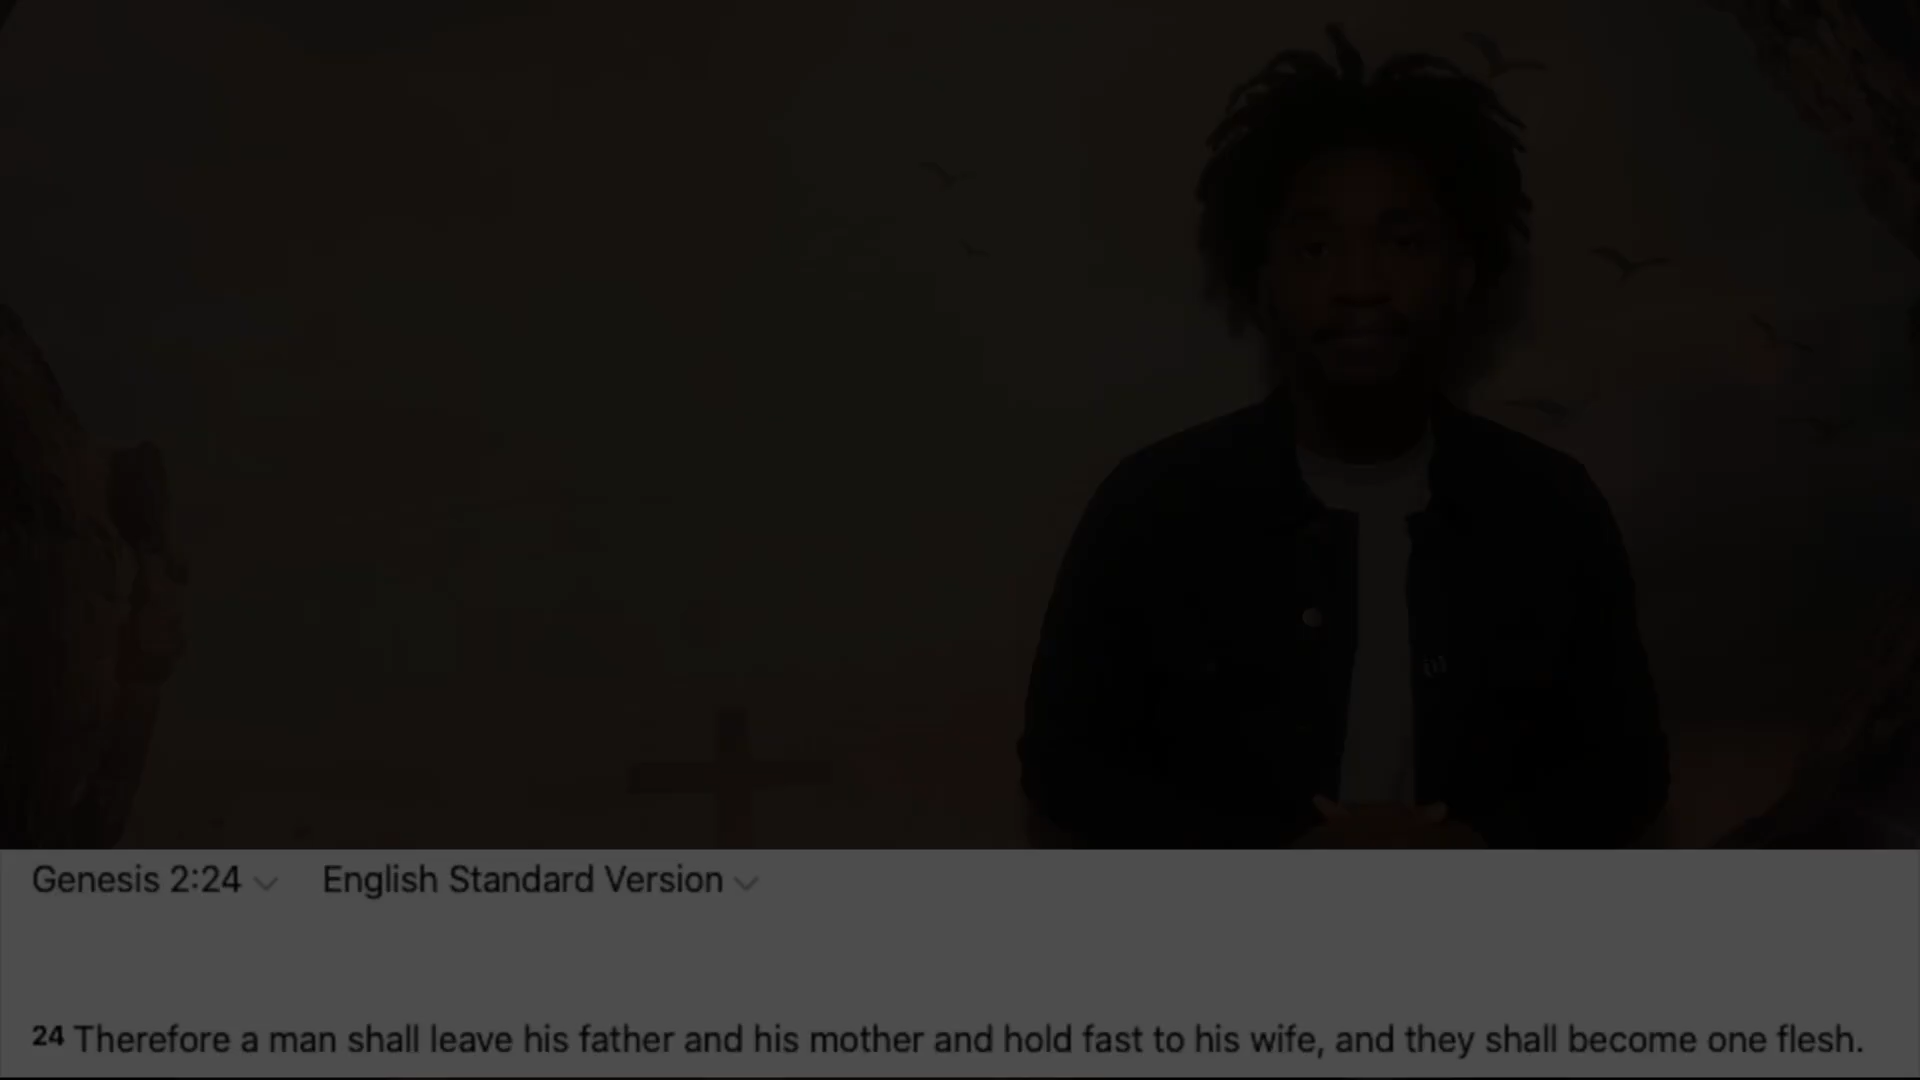 Genesis 2:24 English Standard Version
24 Therefore a man shall leave his father and his mother and hold fast to his wife, and they shall become one flesh.